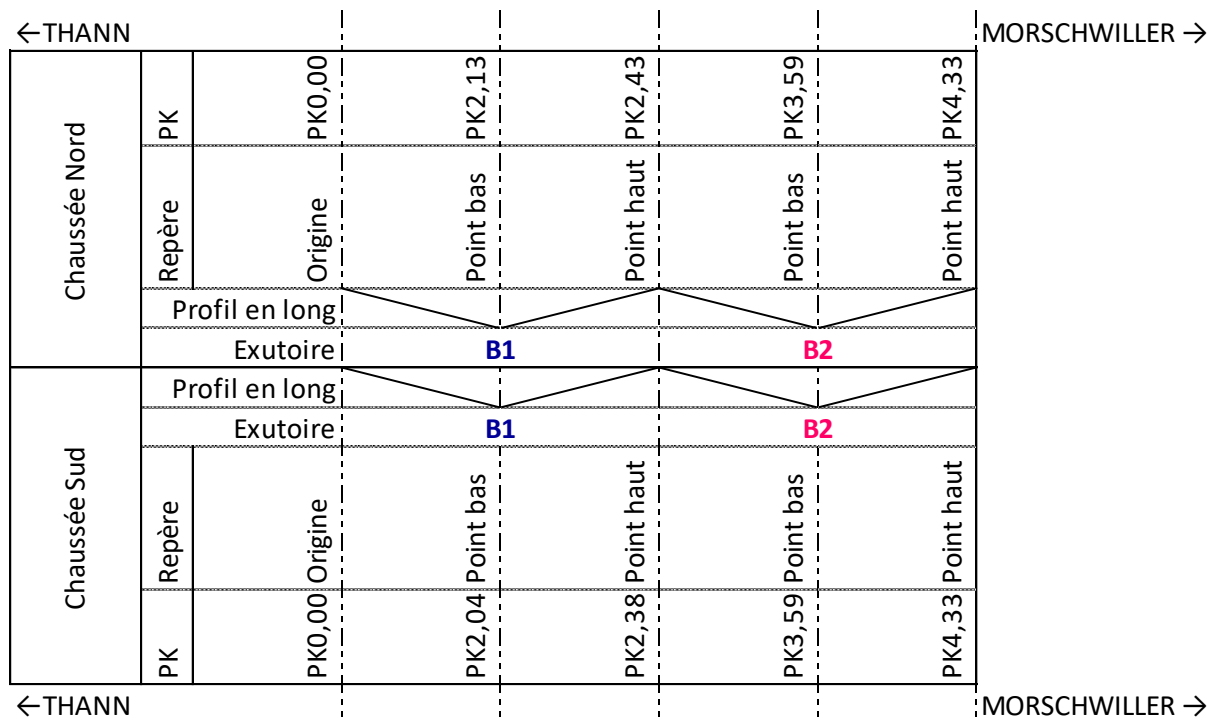 ←THANN
MORSCHWILLER →
Chaussée Nord
PK
PK0,00
PK2,13
PK2,43
PK3,59
PK4,33
Repère
Origine
Point bas
Point haut
Point bas
Point haut
Profil en long
Exutoire
B1
B2
Chaussée Sud
Profil en long
Exutoire
B1
B2
Repère
Origine
Point bas
Point haut
Point bas
Point haut
PK
PK0,00
PK2,04
PK2,38
PK3,59
PK4,33
←THANN
MORSCHWILLER →